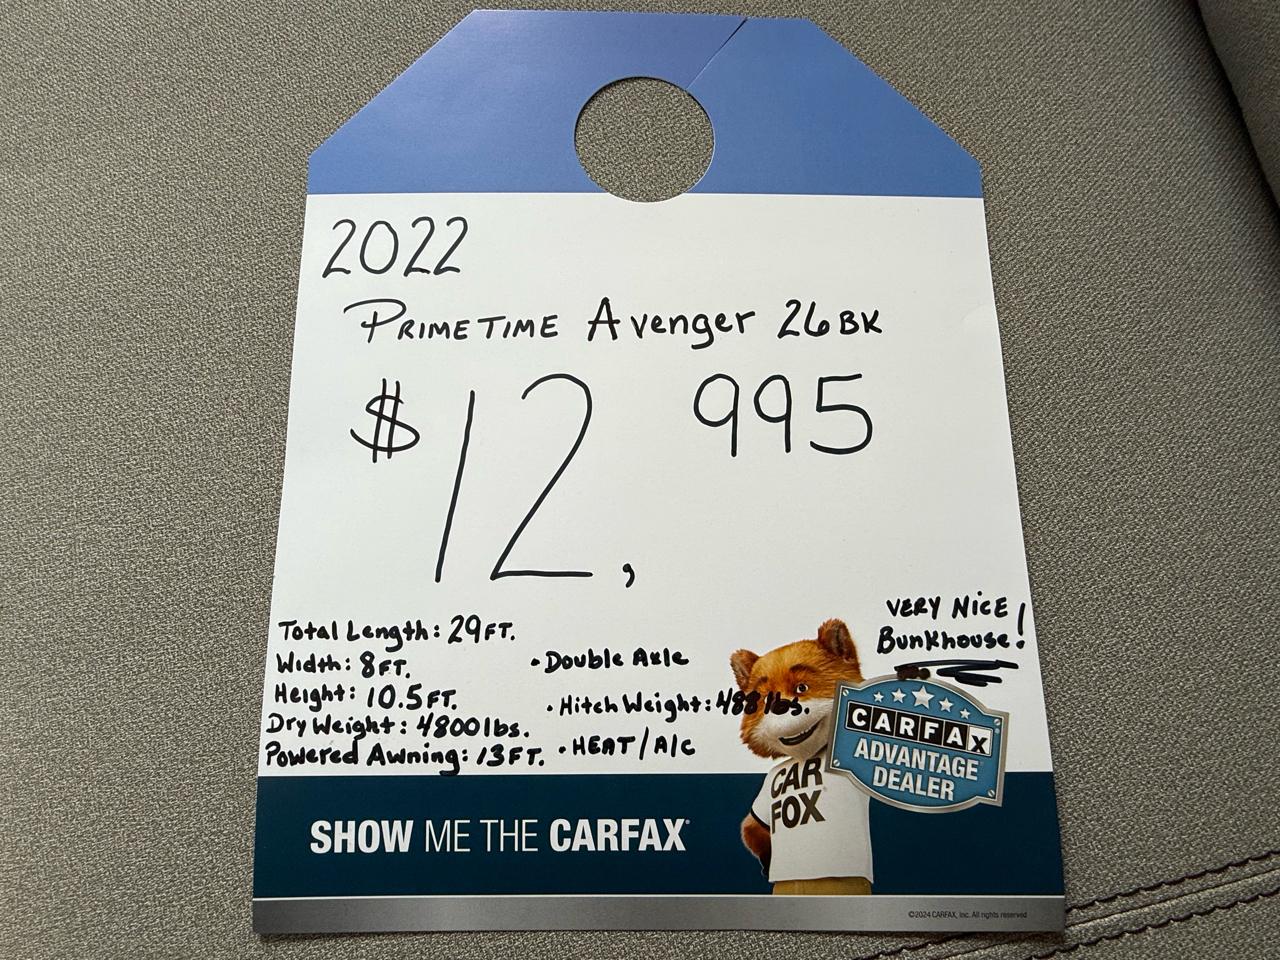 2022
PRIMETIME Avenger 26BK
$12,995
Total Length: 29FT.
Width: 8FT.
Height: 10.5FT.
Dry Weight: 4800lbs.
Powered Awning: 13FT.
• Double Axle
• Hitch Weight: 488 lbs.
• HEAT/A/C
VERY NiCE
Bunkhouse!
CARFAX
ADVANTAGE
DEALER
CAR
FOX
SHOW ME THE CARFAX®
©2024 CARFAX, Inc. All rights reserved